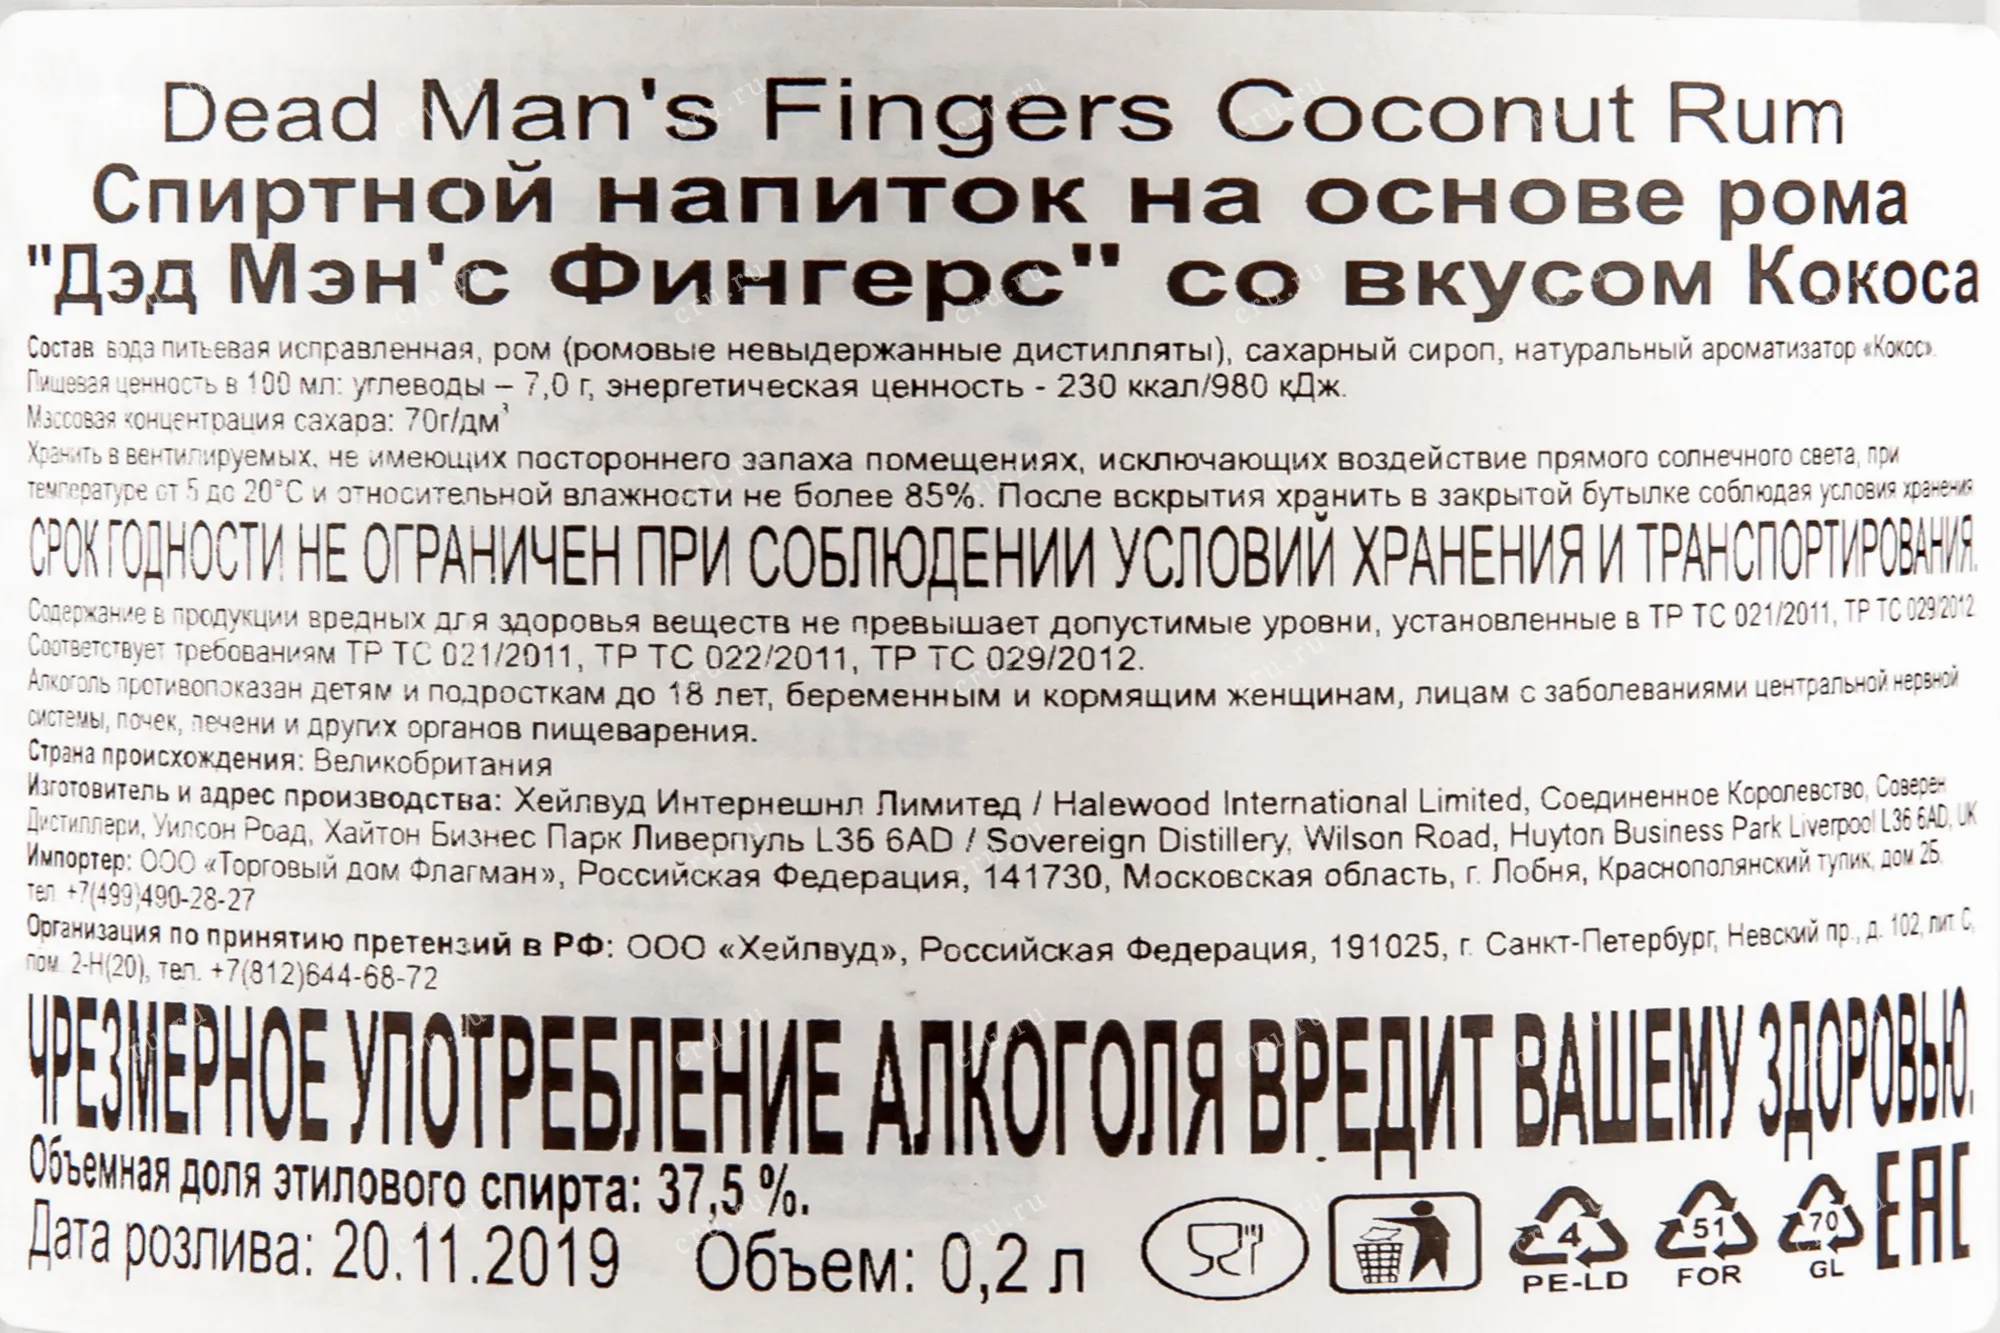 Dead Man's Fingers Coconut Rum
Спиртной напиток на основе рома
"Дэд Мэн'с Фингерс" со вкусом Кокоса
Состав: вода питьевая исправленная, ром (ромовые невыдержанные дистилляты), сахарный сироп, натуральный ароматизатор «Кокос».
Пищевая ценность в 100 мл: углеводы – 7,0 г, энергетическая ценность - 230 ккал/980 кДж.
Массовая концентрация сахара: 70г/дм³
Хранить в вентилируемых, не имеющих постороннего запаха помещениях, исключающих воздействие прямого солнечного света, при
температуре от 5 до 20°С и относительной влажности не более 85%. После вскрытия хранить в закрытой бутылке соблюдая условия хранения
СРОК ГОДНОСТИ НЕ ОГРАНИЧЕН ПРИ СОБЛЮДЕНИИ УСЛОВИЙ ХРАНЕНИЯ И ТРАНСПОРТИРОВАНИЯ.
Содержание в продукции вредных для здоровья веществ не превышает допустимые уровни, установленные в ТР ТС 021/2011, ТР ТС 029/2012
Соответствует требованиям ТР ТС 021/2011, ТР ТС 022/2011, ТР ТС 029/2012.
Алкоголь противопоказан детям и подросткам до 18 лет, беременным и кормящим женщинам, лицам с заболеваниями центральной нервной
системы, почек, печени и других органов пищеварения.
Страна происхождения: Великобритания
Изготовитель и адрес производства: Хейлвуд Интернешнл Лимитед / Halewood International Limited, Соединенное Королевство, Соверен
Дистиллери, Уилсон Роад, Хайтон Бизнес Парк Ливерпуль L36 6AD / Sovereign Distillery, Wilson Road, Huyton Business Park Liverpool L36 6AD, UK
Импортер: ООО «Торговый дом Флагман», Российская Федерация, 141730, Московская область, г. Лобня, Краснополянский тупик, дом 2Б,
тел. +7(499)490-28-27
Организация по принятию претензий в РФ: ООО «Хейлвуд», Российская Федерация, 191025, г. Санкт-Петербург, Невский пр., д. 102, лит С,
пом. 2-Н(20), тел. +7(812)644-68-72
ЧРЕЗМЕРНОЕ УПОТРЕБЛЕНИЕ АЛКОГОЛЯ ВРЕДИТ ВАШЕМУ ЗДОРОВЬЮ.
Объемная доля этилового спирта: 37,5 %.
Дата розлива: 20.11.2019 Объем: 0,2 л
4
PE-LD
51
FOR
70
GL
EAC